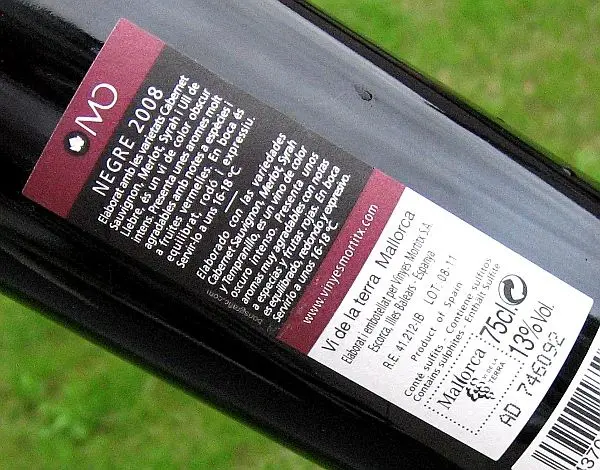 MO
NEGRE 2008
Elaborat amb les varietats Cabernet
Sauvignon, Merlot, Syrah i Ull de
Llebre, és un vi de color obscur
intens. Presenta unes aromes molt
agradables amb notes a espècies i
a fruites vermelles. En boca és
equilibrat, rodó i expressiu.
Servir-lo a uns 16-18 ºC
Elaborado con las variedades
Cabernet Sauvignon, Merlot, Syrah
y Tempranillo, es un vino de color
oscuro intenso. Presenta unos
aromas muy agradables con notas
a especias y frutas rojas. En boca
es equilibrado, redondo y expresivo.
Servirlo a unos 16-18 ºC
www.vinyesmortitx.com
Vi de la terra Mallorca
Elaborat i embotellat per Vinyes Mortitx S.A.
Escorca, Illes Balears - Espanya
R.E. 41.212-IB LOT: 08-11
Product of Spain
Conté sulfits - Contiene sulfitos
Contains sulphites - Enthält Sulfite
Mallorca
VI DE LA
TERRA
75cl.
13%Vol.
AD 746092